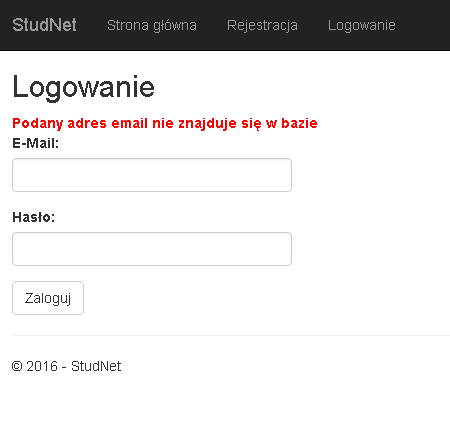 StudNet Strona główna Rejestracja Logowanie
Logowanie
Podany adres email nie znajduje się w bazie
E-Mail:
Hasło:
Zaloguj
© 2016 - StudNet